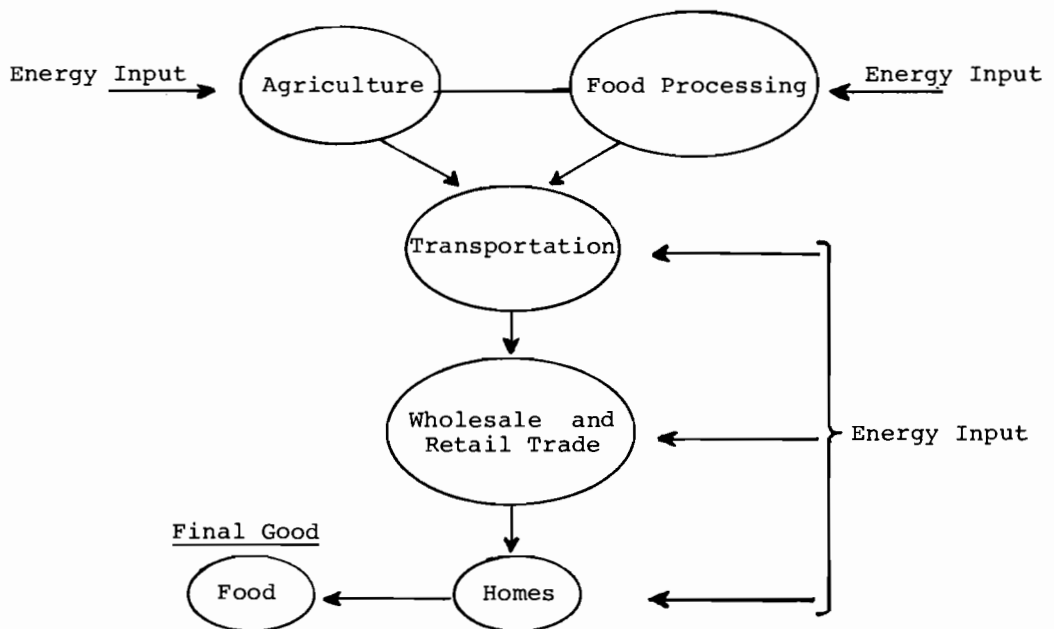 Energy Input
Agriculture
Food Processing
Energy Input
Transportation
Wholesale and
Retail Trade
Energy Input
Final Good
Food
Homes